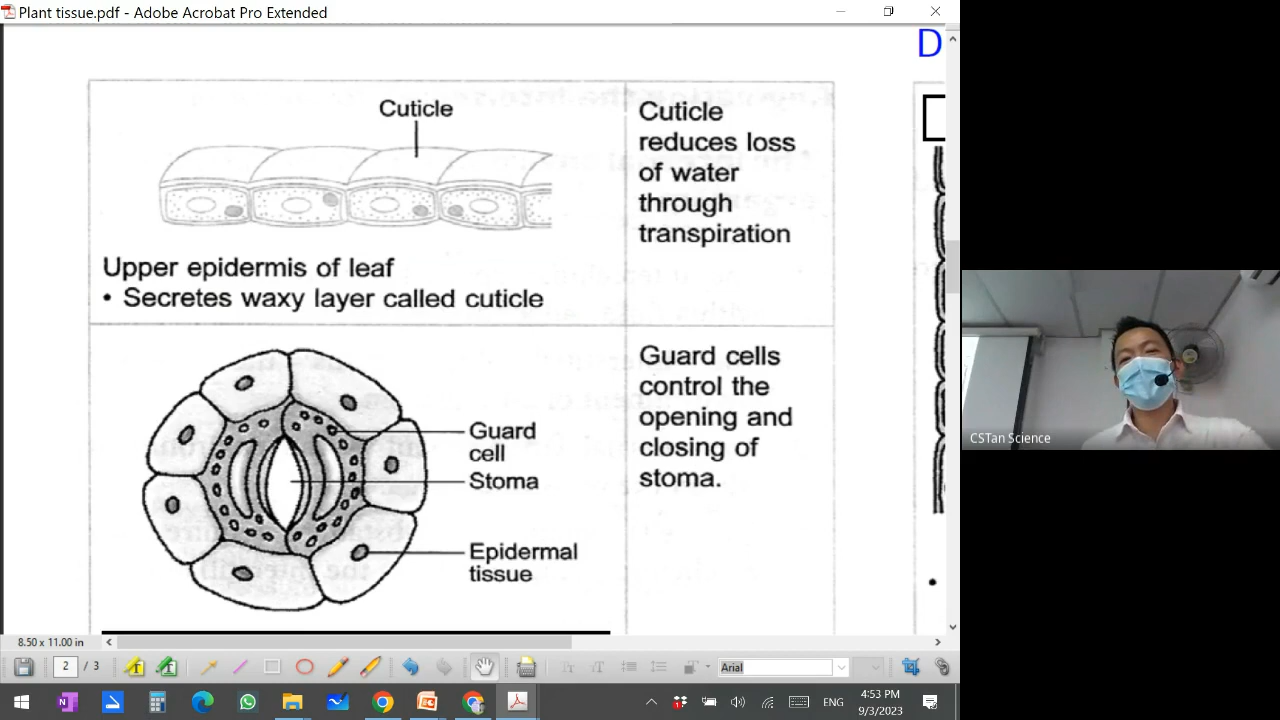 Plant tissue.pdf - Adobe Acrobat Pro Extended
D
Cuticle
Cuticle
reduces loss
of water
through
transpiration
Upper epidermis of leaf
• Secretes waxy layer called cuticle
Guard cells
control the
opening and
closing of
stoma.
Guard
cell
Stoma
Epidermal
tissue
CSTan Science
8.50 x 11.00 in
2 / 3
Arial
ENG
4:53 PM
9/3/2023